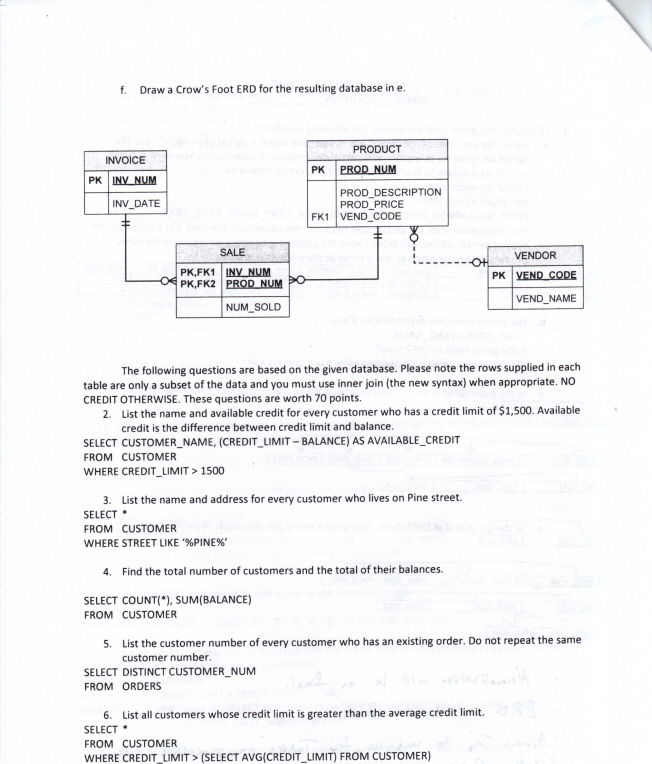 f. Draw a Crow's Foot ERD for the resulting database in e.
INVOICE
PK INV_NUM
INV_DATE
PRODUCT
PK PROD_NUM
PROD_DESCRIPTION
PROD_PRICE
FK1 VEND_CODE
SALE
PK,FK1 INV_NUM
PK,FK2 PROD_NUM
NUM_SOLD
VENDOR
PK VEND_CODE
VEND_NAME
The following questions are based on the given database. Please note the rows supplied in each
table are only a subset of the data and you must use inner join (the new syntax) when appropriate. NO
CREDIT OTHERWISE. These questions are worth 70 points.
2. List the name and available credit for every customer who has a credit limit of $1,500. Available
credit is the difference between credit limit and balance.
SELECT CUSTOMER_NAME, (CREDIT_LIMIT – BALANCE) AS AVAILABLE_CREDIT
FROM CUSTOMER
WHERE CREDIT_LIMIT > 1500
3. List the name and address for every customer who lives on Pine street.
SELECT *
FROM CUSTOMER
WHERE STREET LIKE '%PINE%'
4. Find the total number of customers and the total of their balances.
SELECT COUNT(*), SUM(BALANCE)
FROM CUSTOMER
5. List the customer number of every customer who has an existing order. Do not repeat the same
customer number.
SELECT DISTINCT CUSTOMER_NUM
FROM ORDERS
6. List all customers whose credit limit is greater than the average credit limit.
SELECT *
FROM CUSTOMER
WHERE CREDIT_LIMIT > (SELECT AVG(CREDIT_LIMIT) FROM CUSTOMER)